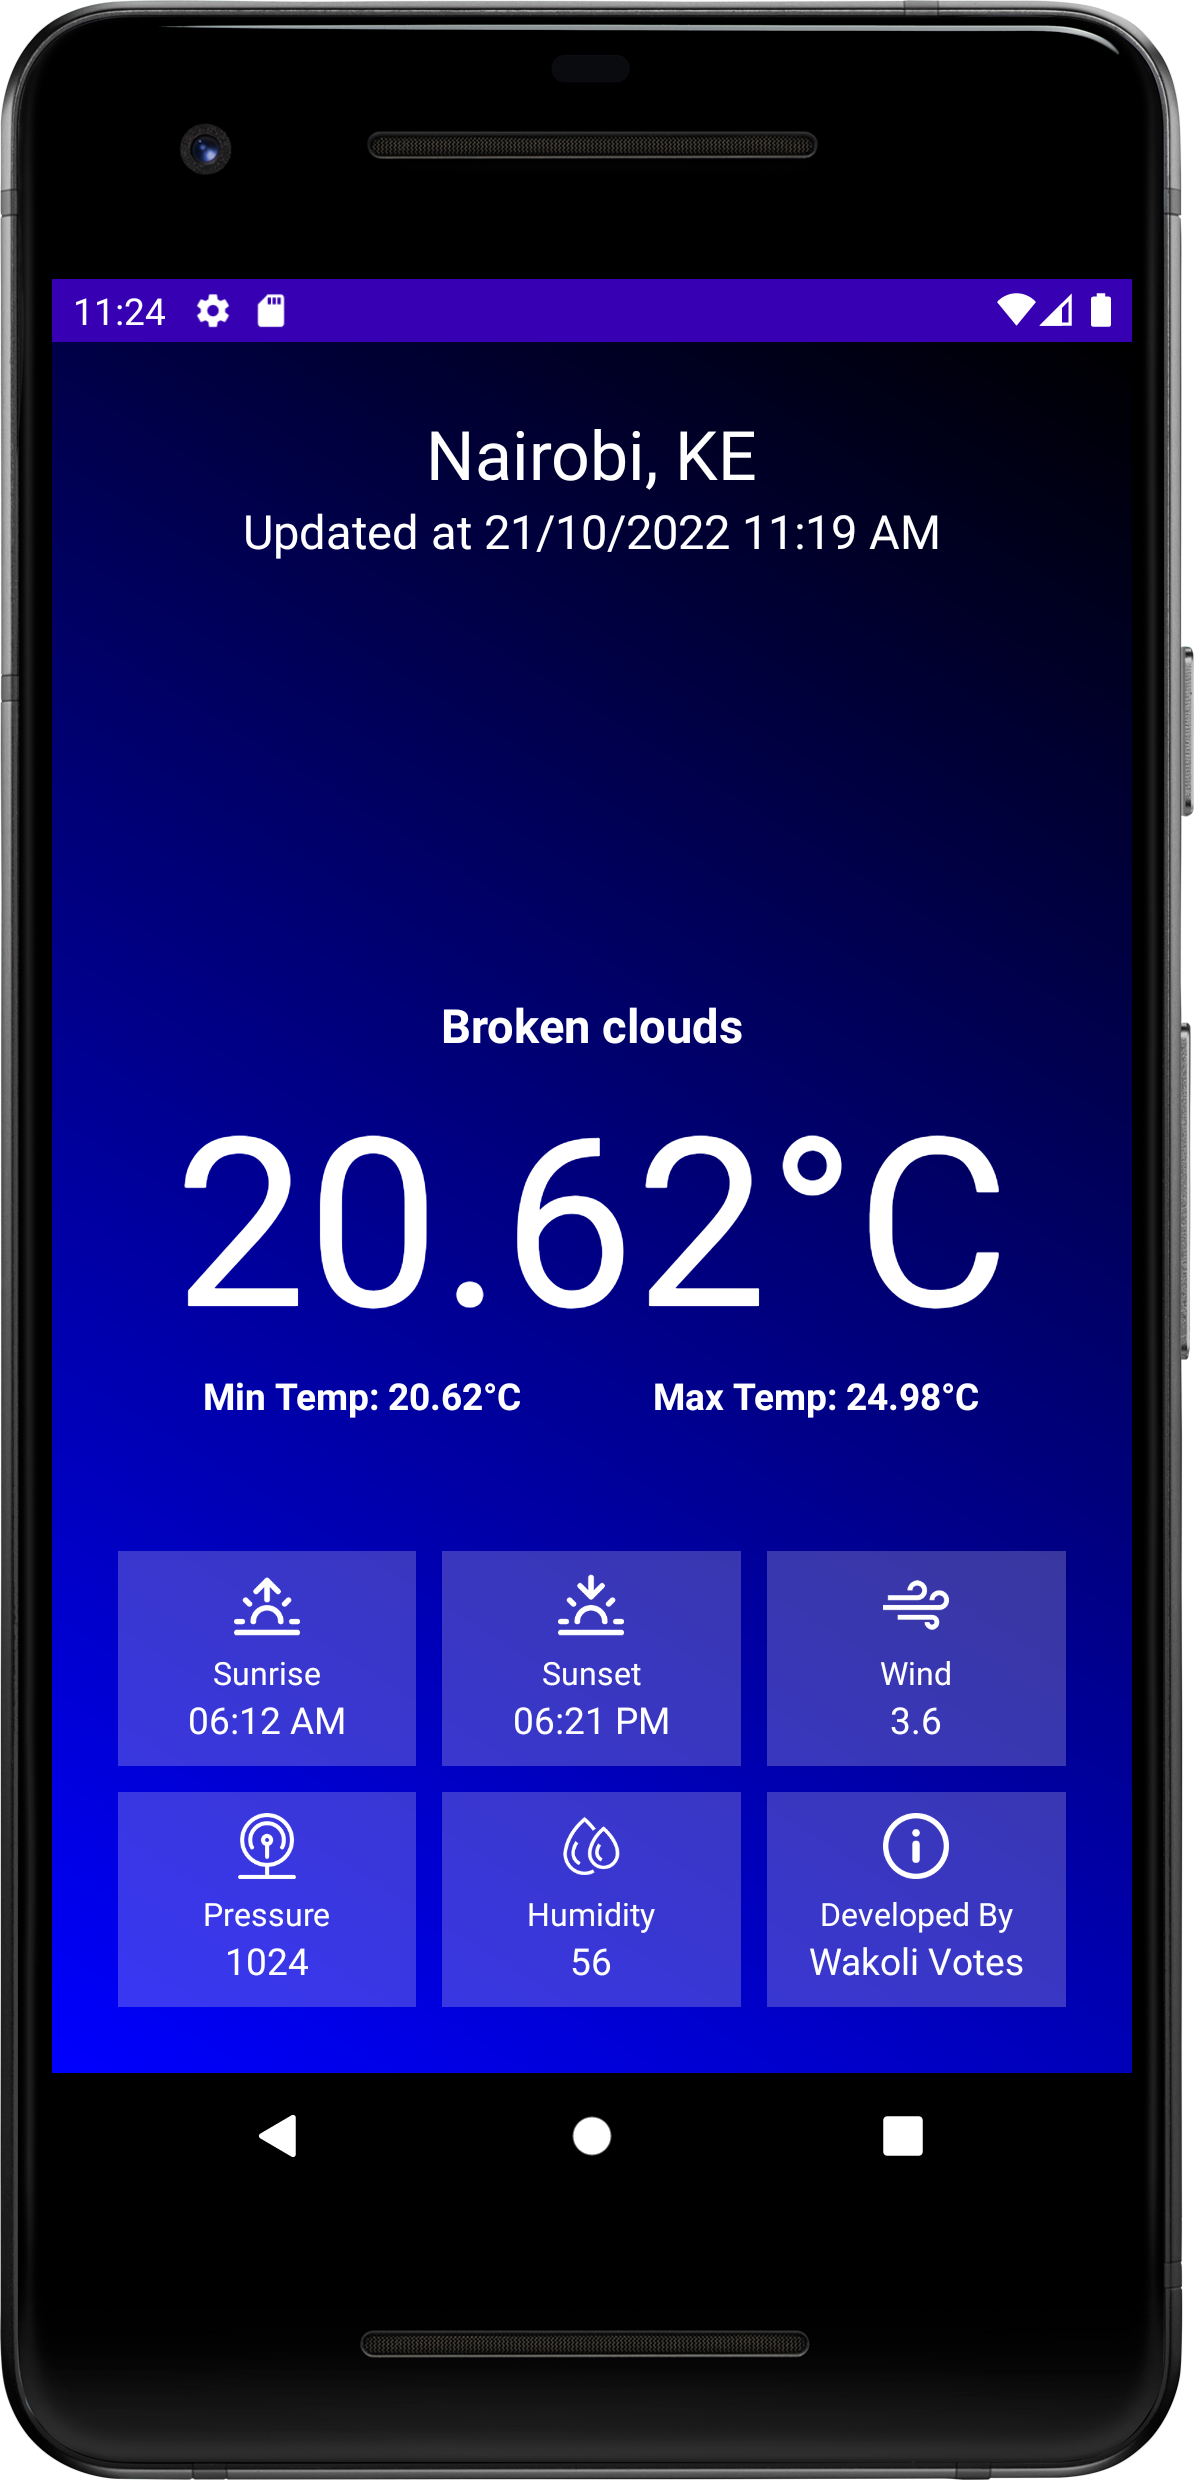 11:24
Nairobi, KE
Updated at 21/10/2022 11:19 AM
Broken clouds
20.62°C
Min Temp: 20.62°C Max Temp: 24.98°C
Sunrise
06:12 AM
Sunset
06:21 PM
Wind
3.6
Pressure
1024
Humidity
56
Developed By
Wakoli Votes